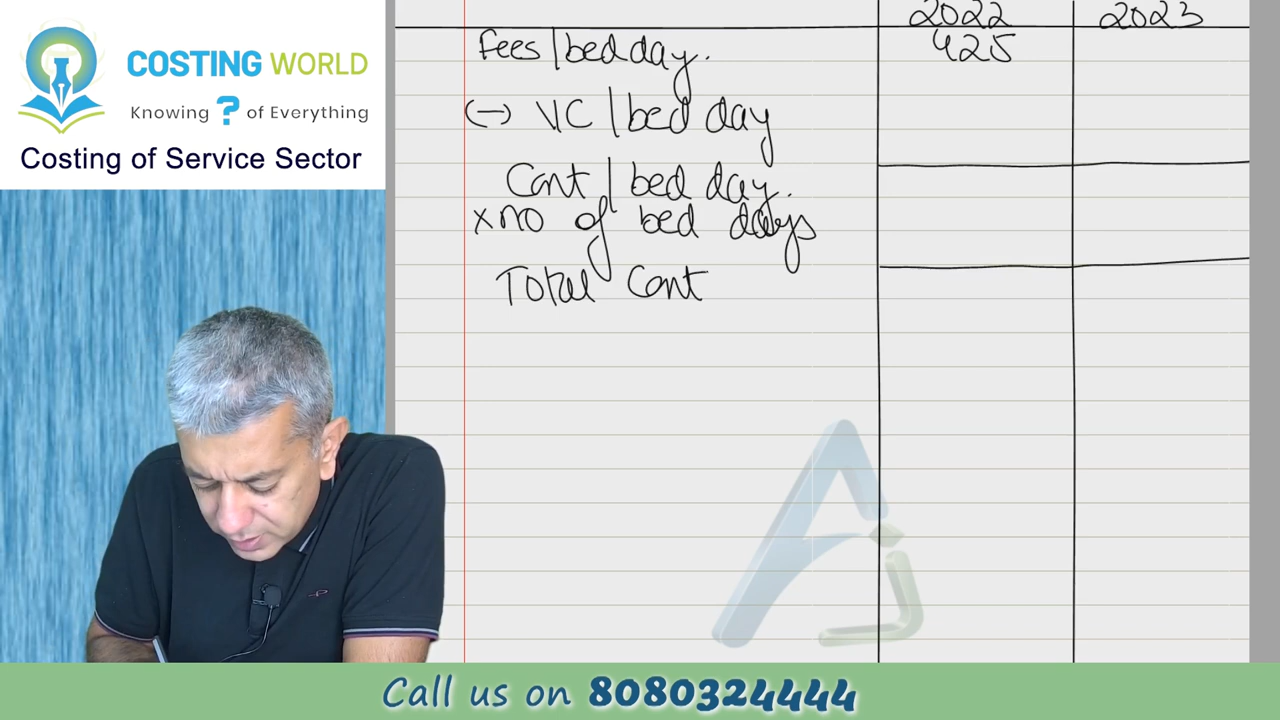 COSTING WORLD
Knowing ? of Everything
Costing of Service Sector
2022 2023
Fees/bed day. 425
(-) VC/bed day
Cont/bed day.
x no of bed days
Total Cont
Call us on 8080324444